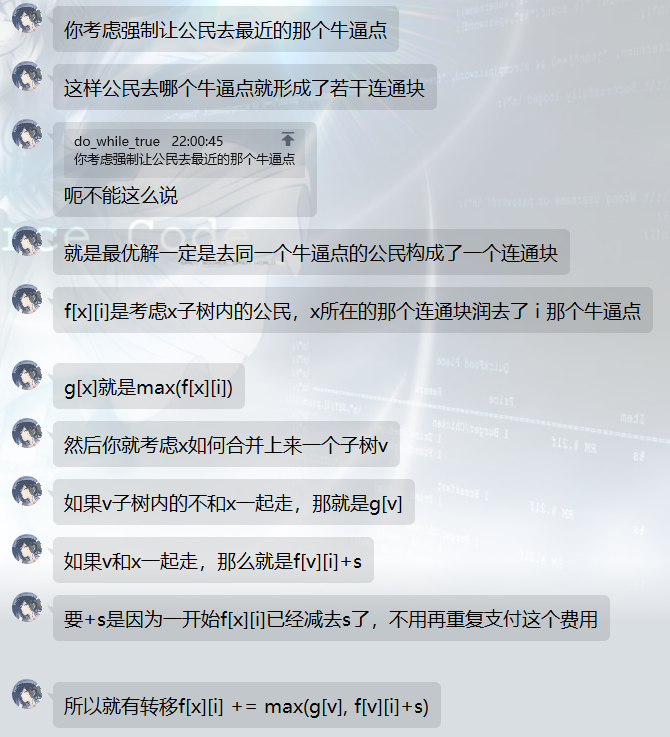 你考虑强制让公民去最近的那个牛逼点
这样公民去哪个牛逼点就形成了若干连通块
do_while_true 22:00:45
你考虑强制让公民去最近的那个牛逼点
呃不能这么说
就是最优解一定是去同一个牛逼点的公民构成了一个连通块
f[x][i]是考虑x子树内的公民，x所在的那个连通块润去了 i 那个牛逼点
g[x]就是max(f[x][i])
然后你就考虑x如何合并上来一个子树v
如果v子树内的不和x一起走，那就是g[v]
如果v和x一起走，那么就是f[v][i]+s
要+s是因为一开始f[x][i]已经减去s了，不用再重复支付这个费用
所以就有转移f[x][i] += max(g[v], f[v][i]+s)